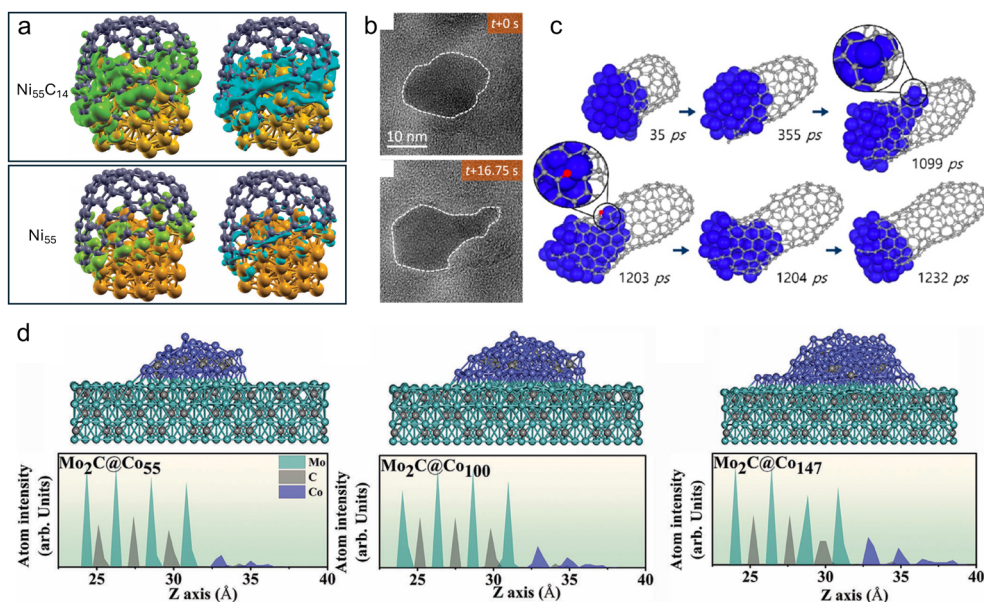 a
Ni₅₅C₁₄
Ni₅₅
b
t+0 s
10 nm
t+16.75 s
c
35 ps
355 ps
1099 ps
1203 ps
1204 ps
1232 ps
d
Mo₂C@Co₅₅
Mo
C
Co
Atom intensity
(arb. Units)
25
30
35
40
Z axis (Å)
Mo₂C@Co₁₀₀
Atom intensity
(arb. Units)
25
30
35
40
Z axis (Å)
Mo₂C@Co₁₄₇
Atom intensity
(arb. Units)
25
30
35
40
Z axis (Å)